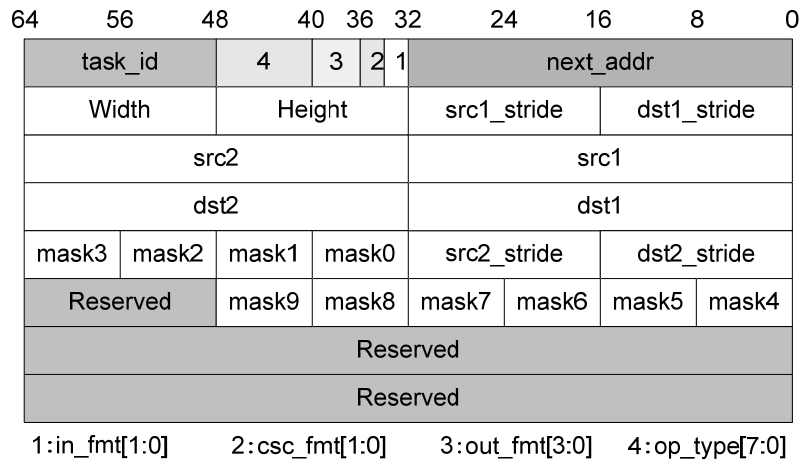 64 56 48 40 36 32 24 16 8 0
task_id 4 3 2 1 next_addr
Width Height src1_stride dst1_stride
src2 src1
dst2 dst1
mask3 mask2 mask1 mask0 src2_stride dst2_stride
Reserved mask9 mask8 mask7 mask6 mask5 mask4
Reserved
Reserved
1:in_fmt[1:0] 2:csc_fmt[1:0] 3:out_fmt[3:0] 4:op_type[7:0]